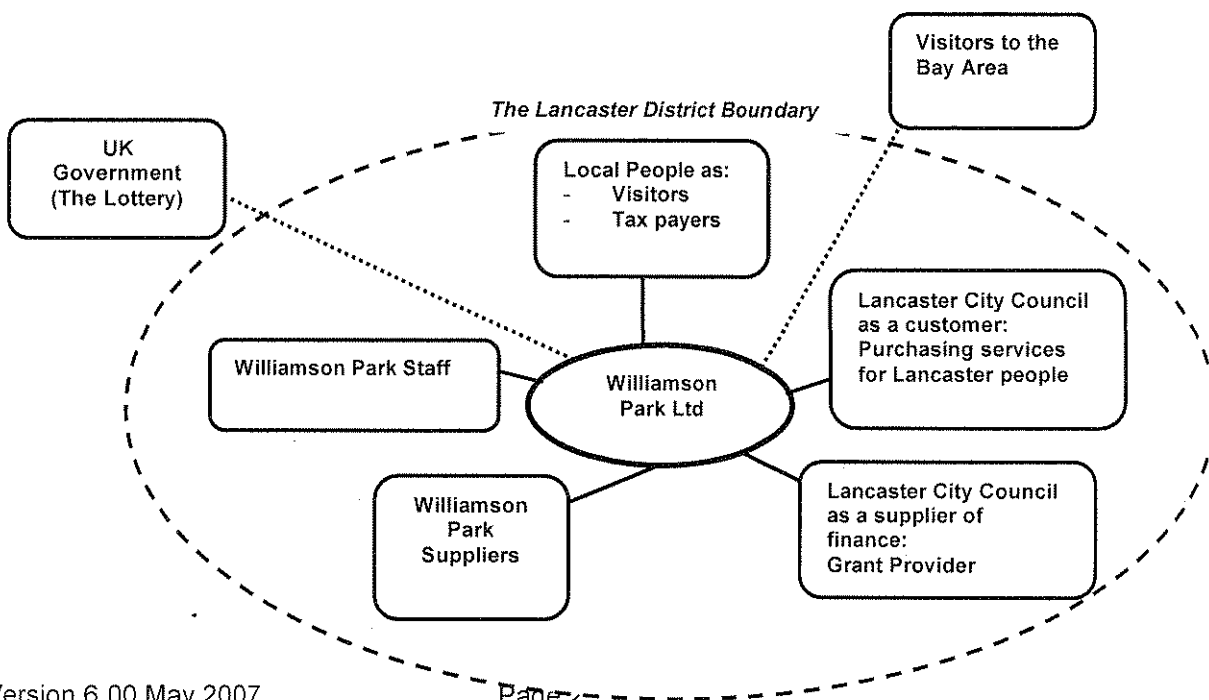 Visitors to the
Bay Area
The Lancaster District Boundary
UK
Government
(The Lottery)
Local People as:
- Visitors
- Tax payers
Lancaster City Council
as a customer:
Purchasing services
for Lancaster people
Williamson Park Staff
Williamson
Park Ltd
Williamson
Park
Suppliers
Lancaster City Council
as a supplier of
finance:
Grant Provider
Version 6.00 May 2007
Page